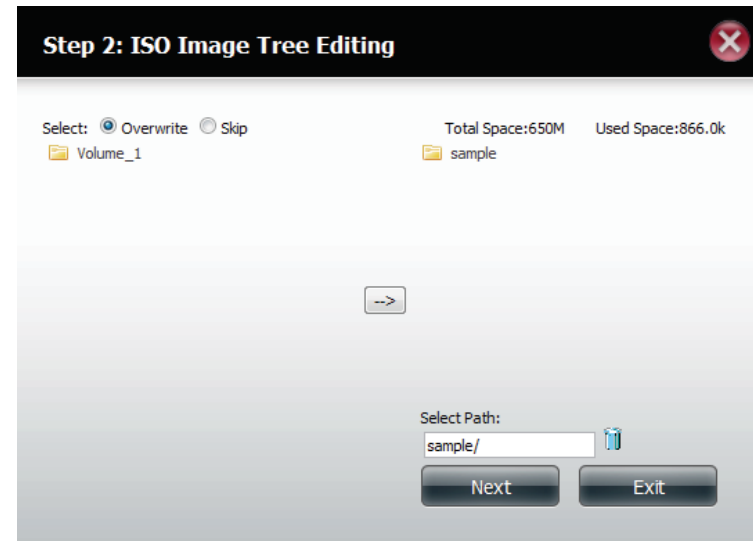 Step 2: ISO Image Tree Editing
Select: Overwrite Skip
Volume_1
Total Space:650M Used Space:866.0k
sample
-->
Select Path:
sample/
Next Exit